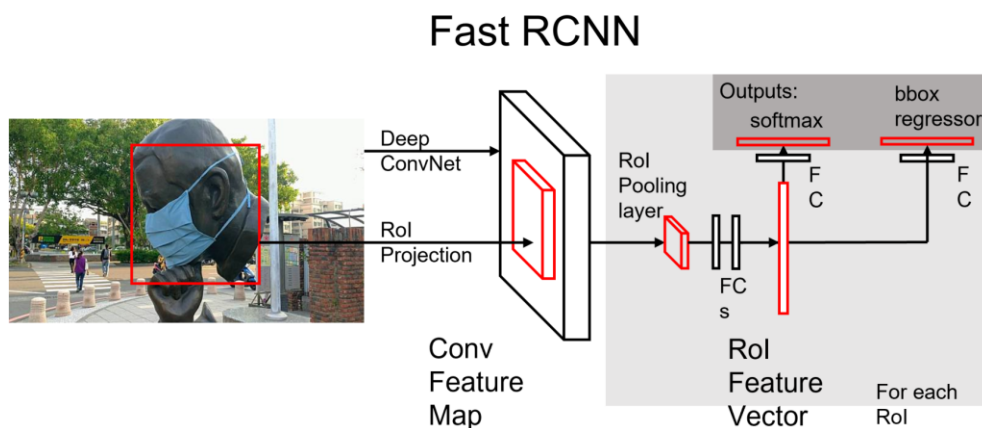 Fast RCNN
Deep
ConvNet
RoI
Projection
Conv
Feature
Map
RoI
Pooling
layer
FC
s
RoI
Feature
Vector
Outputs:
softmax
bbox
regressor
F
C
F
C
For each
RoI